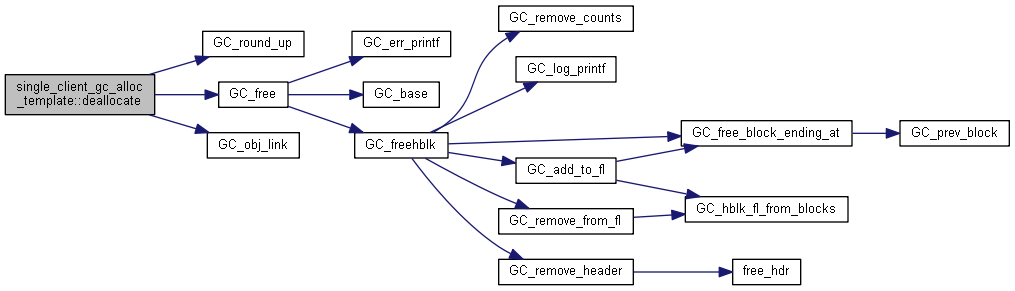 single_client_gc_alloc
_template::deallocate
GC_round_up
GC_free
GC_obj_link
GC_err_printf
GC_base
GC_freehblk
GC_remove_counts
GC_log_printf
GC_add_to_fl
GC_remove_from_fl
GC_remove_header
GC_free_block_ending_at
GC_hblk_fl_from_blocks
free_hdr
GC_prev_block